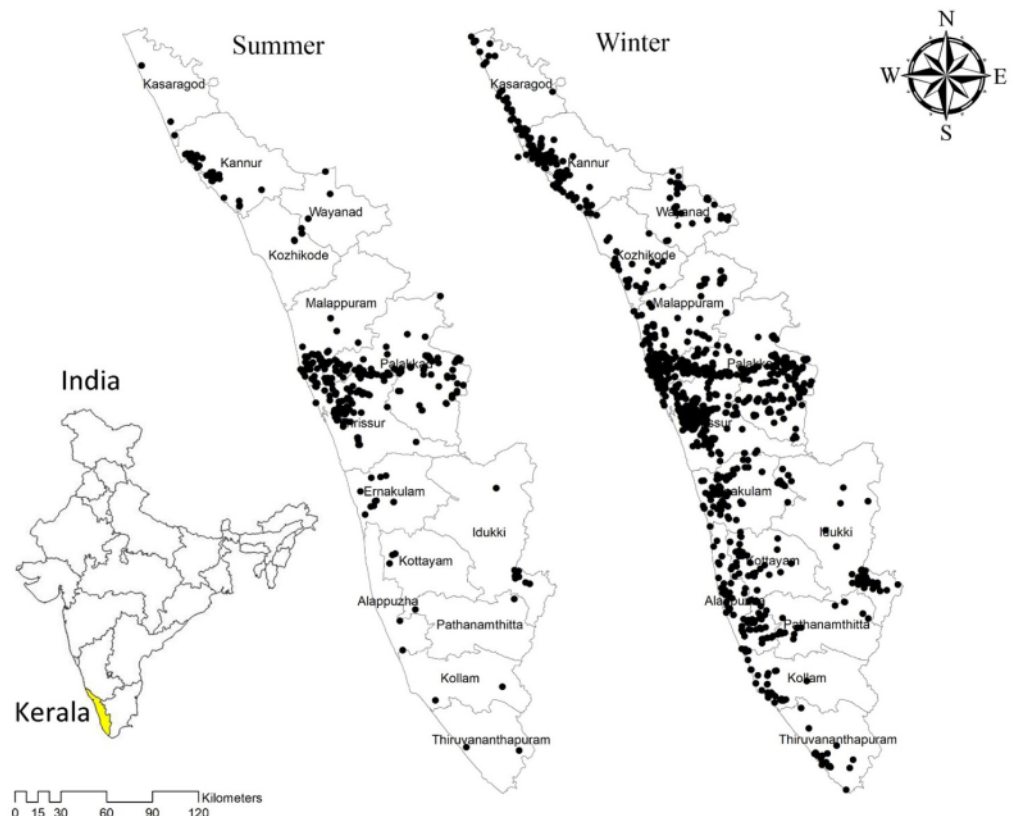 Summer
Winter
N
W
E
S
Kasaragod
Kannur
Wayanad
Kozhikode
Malappuram
Palakkad
Thrissur
Ernakulam
Idukki
Kottayam
Alappuzha
Pathanamthitta
Kollam
Thiruvananthapuram
Kasaragod
Kannur
Wayanad
Kozhikode
Malappuram
Palakkad
Thrissur
Ernakulam
Idukki
Kottayam
Alappuzha
Pathanamthitta
Kollam
Thiruvananthapuram
India
Kerala
Kilometers
0 15 30 60 90 120